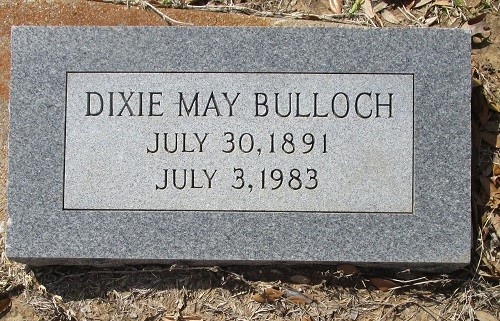 DIXIE MAY BULLOCH
JULY 30,1891
JULY 3,1983